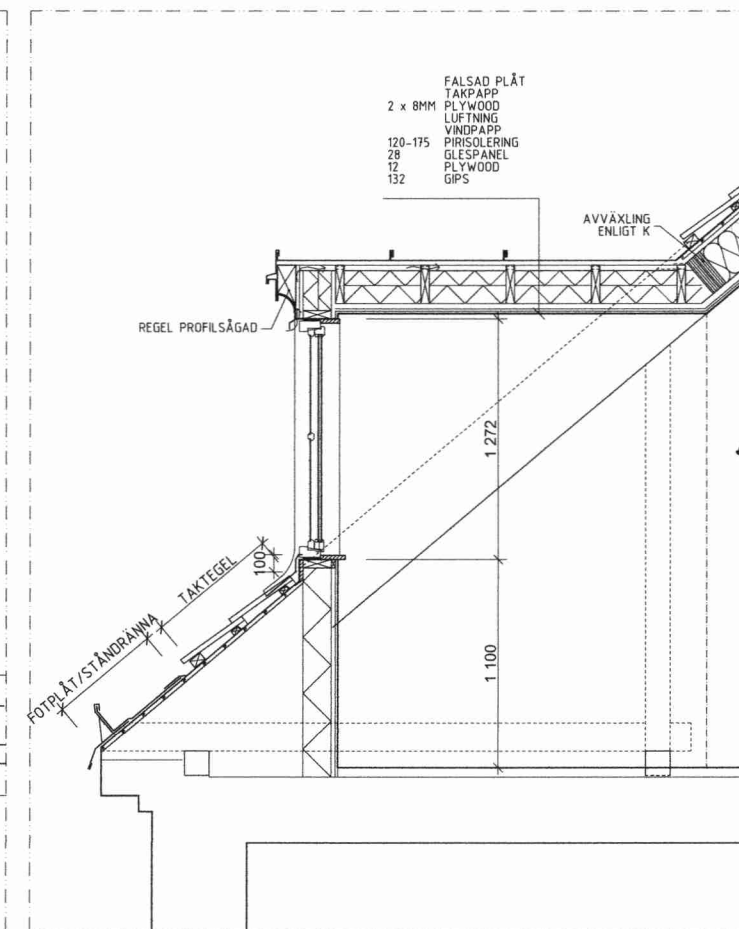 FALSAD PLÅT
TAKPAPP
2 x 8MM PLYWOOD
LUFTNING
VINDPAPP
120-175 PIRISOLERING
28 GLESPANEL
12 PLYWOOD
132 GIPS
AVVÄXLING
ENLIGT K
REGEL PROFILSÅGAD
1 272
100
TAKTEGEL
FOTPLÅT/STÅNDRÄNNA
1 100